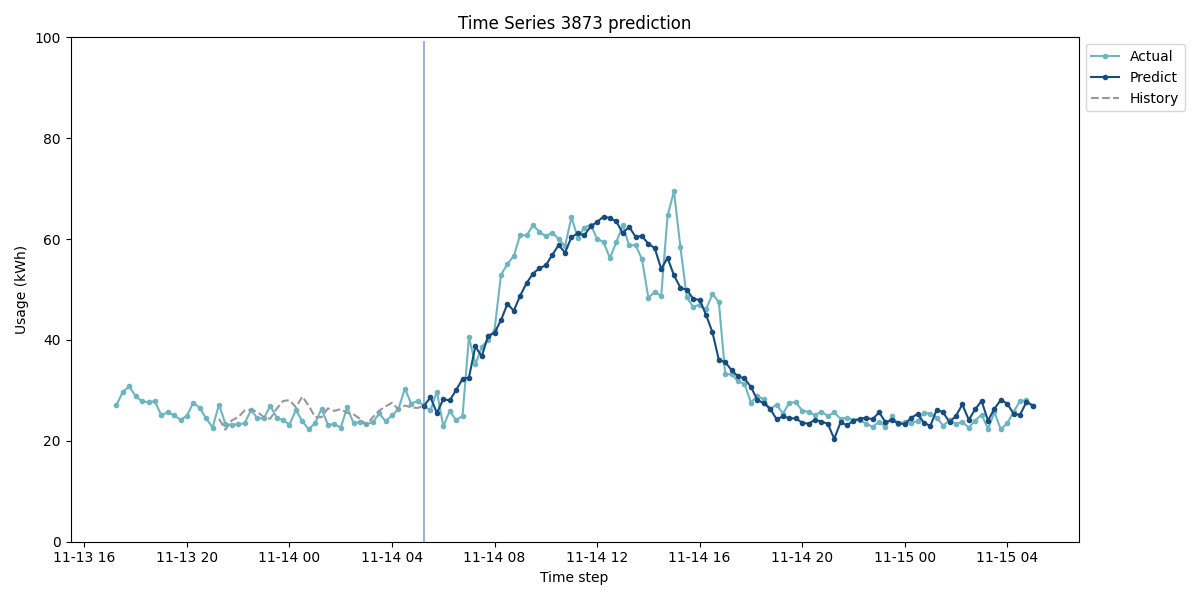 Time Series 3873 prediction
Usage (kWh)
100
80
60
40
20
0
11-13 16
11-13 20
11-14 00
11-14 04
11-14 08
11-14 12
11-14 16
11-14 20
11-15 00
11-15 04
Time step
Actual
Predict
History